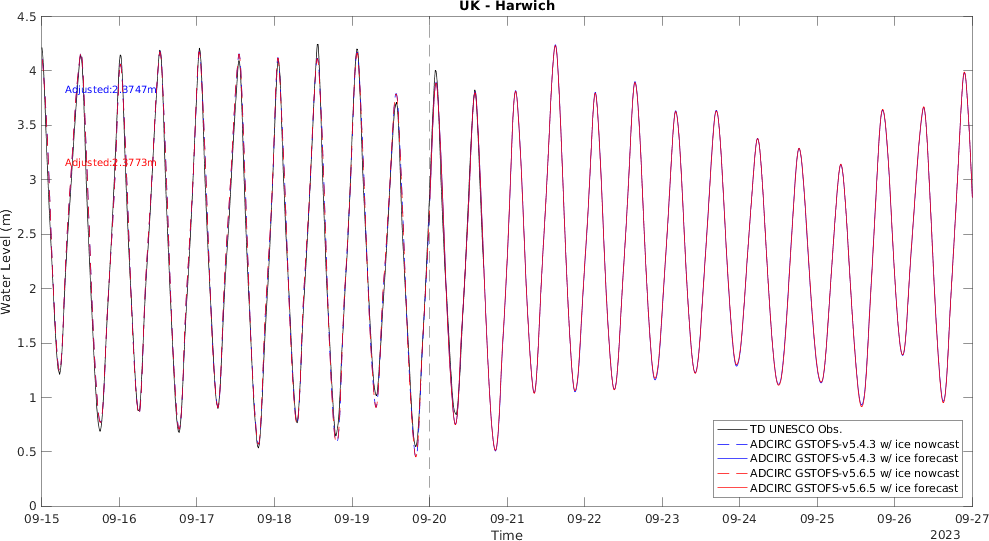 UK - Harwich
4.5
4
3.5
3
2.5
2
1.5
1
0.5
0
Water Level (m)
Adjusted:2.3747m
Adjusted:2.3773m
TD UNESCO Obs.
ADCIRC GSTOFS-v5.4.3 w/ ice nowcast
ADCIRC GSTOFS-v5.4.3 w/ ice forecast
ADCIRC GSTOFS-v5.6.5 w/ ice nowcast
ADCIRC GSTOFS-v5.6.5 w/ ice forecast
09-15 09-16 09-17 09-18 09-19 09-20 09-21 09-22 09-23 09-24 09-25 09-26 09-27
Time
2023